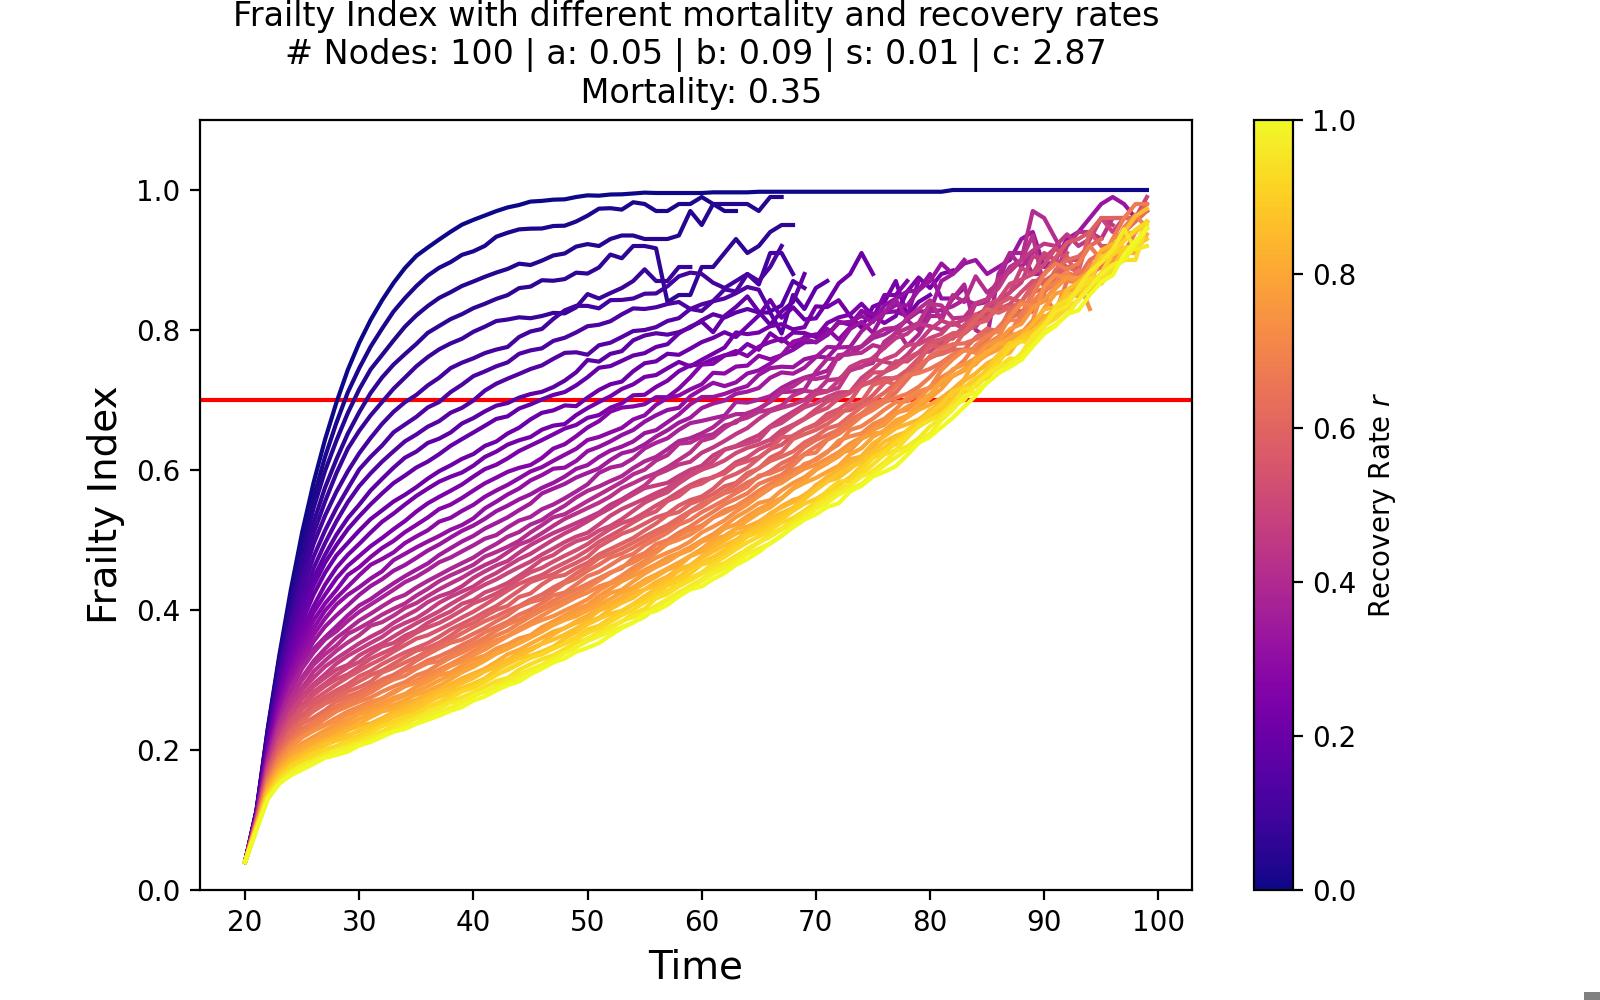 Frailty Index with different mortality and recovery rates
# Nodes: 100 | a: 0.05 | b: 0.09 | s: 0.01 | c: 2.87
Mortality: 0.35
Frailty Index
1.0
0.8
0.6
0.4
0.2
0.0
20 30 40 50 60 70 80 90 100
Time
1.0
0.8
0.6
0.4
0.2
0.0
Recovery Rate r